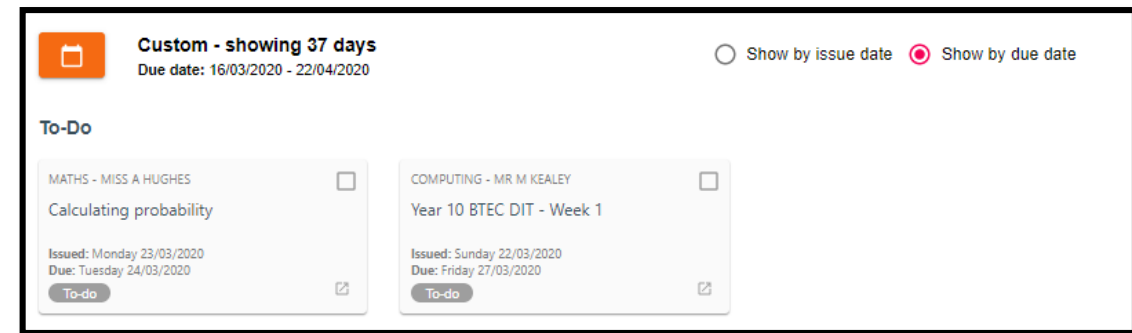 Custom - showing 37 days
Due date: 16/03/2020 - 22/04/2020
Show by issue date
Show by due date
To-Do
MATHS - MISS A HUGHES
Calculating probability
Issued: Monday 23/03/2020
Due: Tuesday 24/03/2020
To-do
COMPUTING - MR M KEALEY
Year 10 BTEC DIT - Week 1
Issued: Sunday 22/03/2020
Due: Friday 27/03/2020
To-do